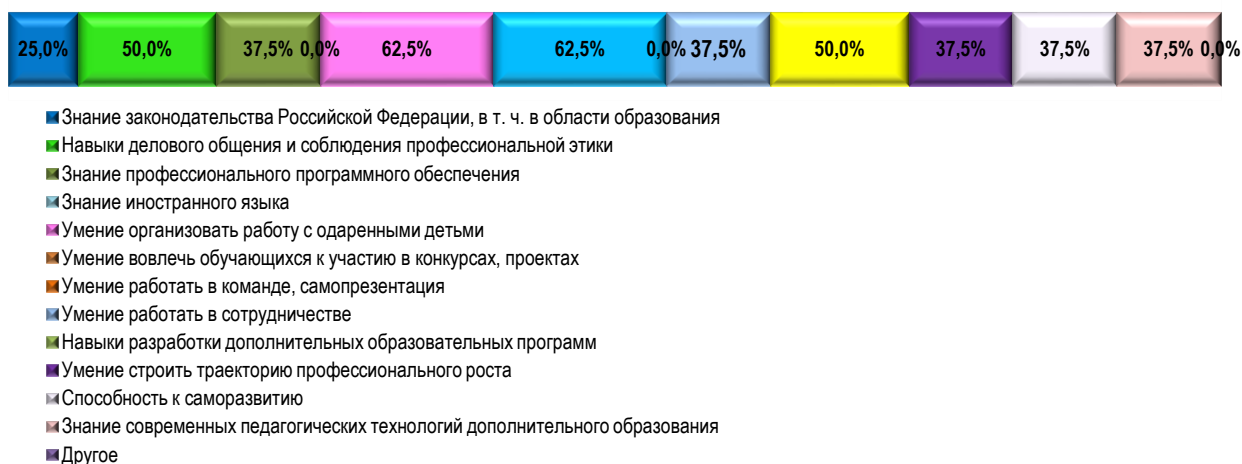 25,0% 50,0% 37,5% 0,0% 62,5% 62,5% 0,0% 37,5% 50,0% 37,5% 37,5% 37,5% 0,0%
Знание законодательства Российской Федерации, в т. ч. в области образования
Навыки делового общения и соблюдения профессиональной этики
Знание профессионального программного обеспечения
Знание иностранного языка
Умение организовать работу с одаренными детьми
Умение вовлечь обучающихся к участию в конкурсах, проектах
Умение работать в команде, самопрезентация
Умение работать в сотрудничестве
Навыки разработки дополнительных образовательных программ
Умение строить траекторию профессионального роста
Способность к саморазвитию
Знание современных педагогических технологий дополнительного образования
Другое